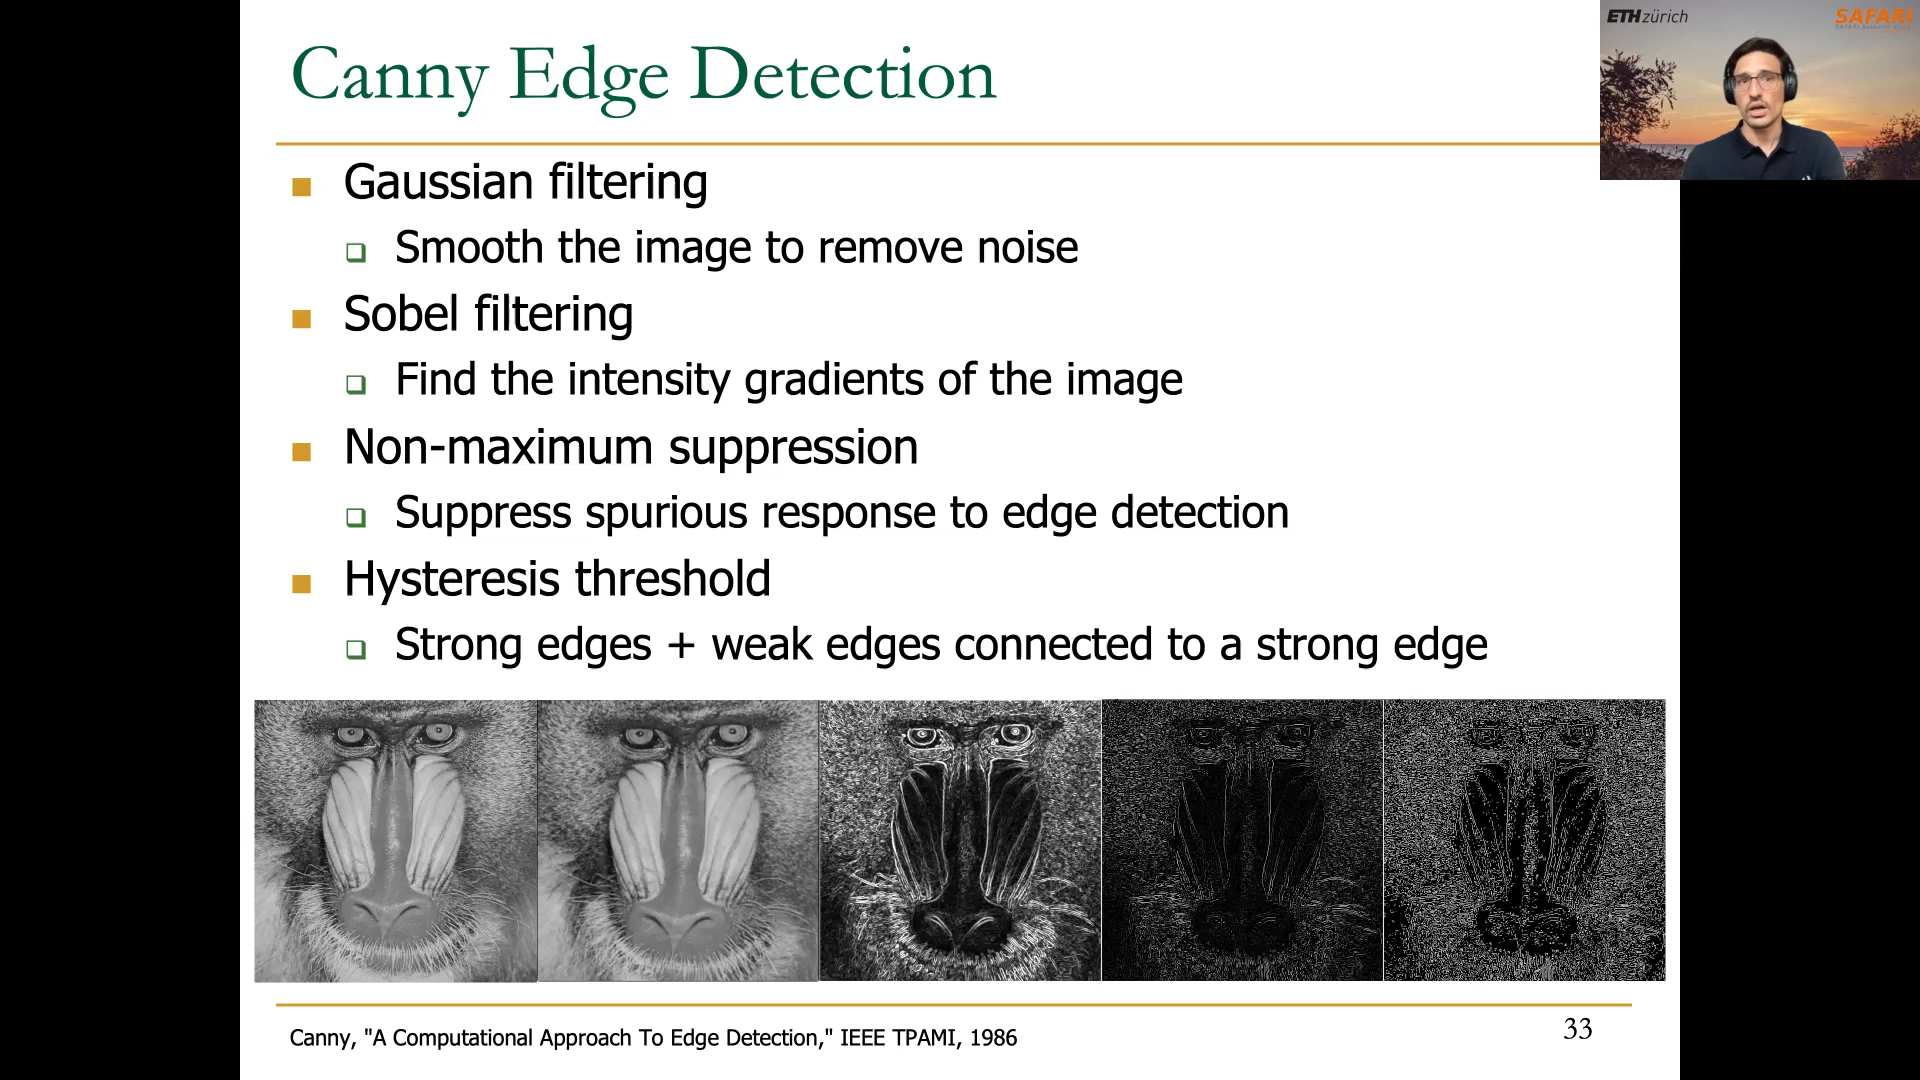 Canny Edge Detection
Gaussian filtering
Smooth the image to remove noise
Sobel filtering
Find the intensity gradients of the image
Non-maximum suppression
Suppress spurious response to edge detection
Hysteresis threshold
Strong edges + weak edges connected to a strong edge
Canny, "A Computational Approach To Edge Detection," IEEE TPAMI, 1986
33
ETH zürich
SAFARI